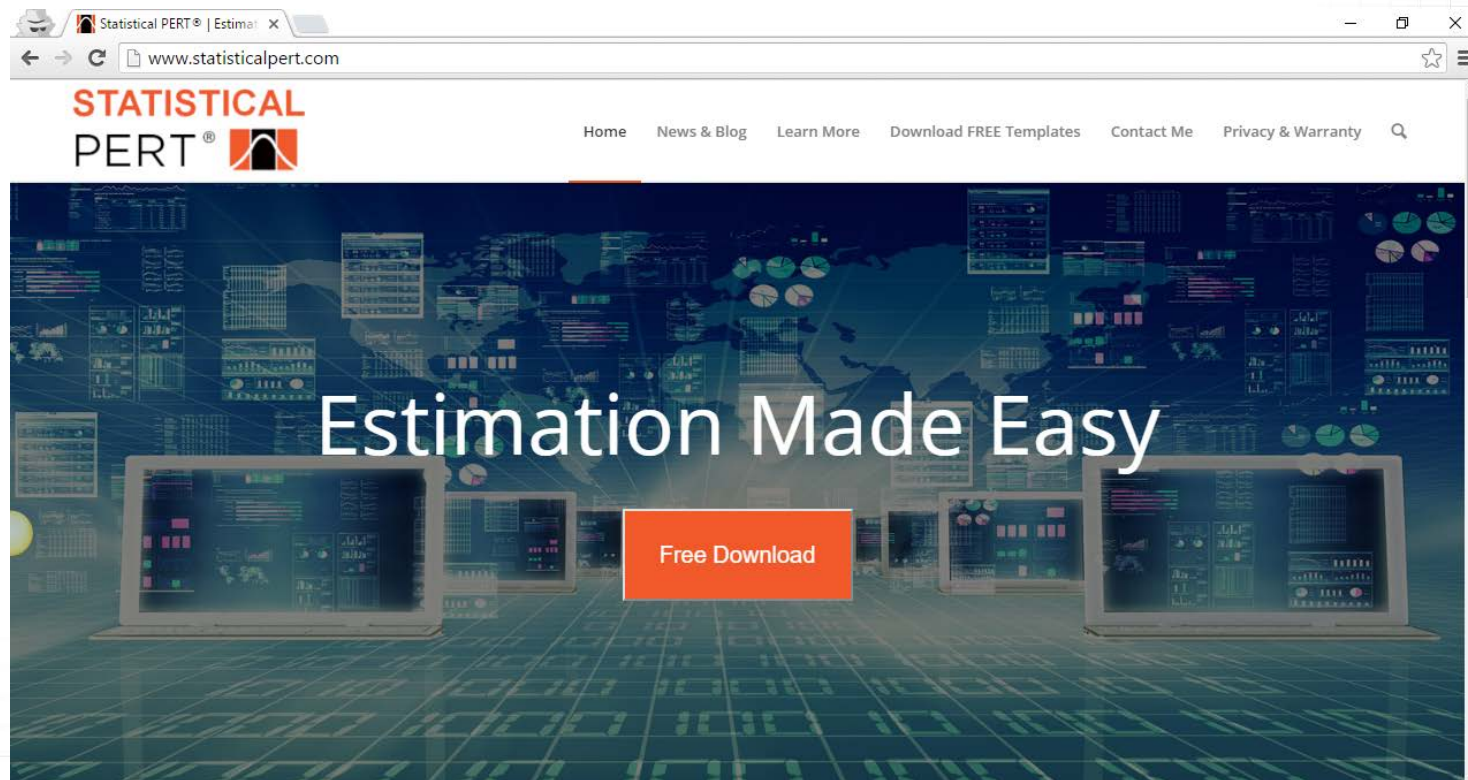 Statistical PERT® | Estimat
www.statisticalpert.com
STATISTICAL
PERT®
Home News & Blog Learn More Download FREE Templates Contact Me Privacy & Warranty
Estimation Made Easy
Free Download